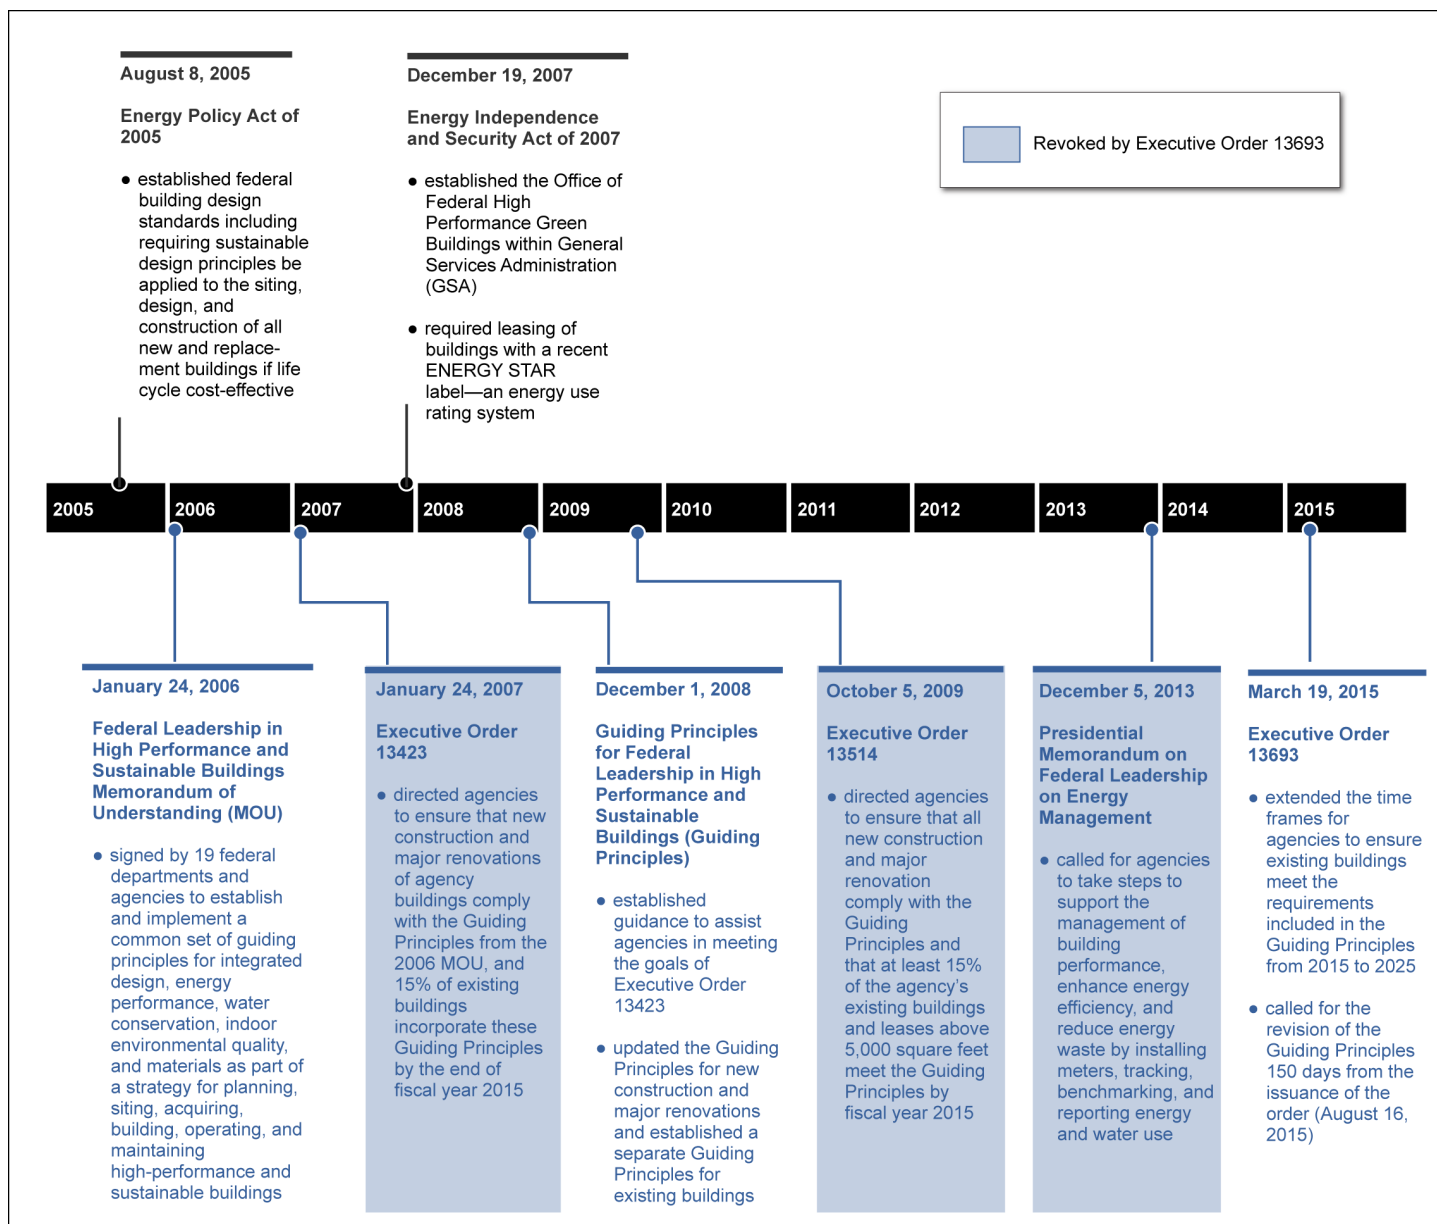 August 8, 2005
Energy Policy Act of
2005
● established federal
building design
standards including
requiring sustainable
design principles be
applied to the siting,
design, and
construction of all
new and replace-
ment buildings if life
cycle cost-effective
December 19, 2007
Energy Independence
and Security Act of 2007
● established the Office of
Federal High
Performance Green
Buildings within General
Services Administration
(GSA)
● required leasing of
buildings with a recent
ENERGY STAR
label—an energy use
rating system
Revoked by Executive Order 13693
2005
2006
2007
2008
2009
2010
2011
2012
2013
2014
2015
January 24, 2006
Federal Leadership in
High Performance and
Sustainable Buildings
Memorandum of
Understanding (MOU)
● signed by 19 federal
departments and
agencies to establish
and implement a
common set of guiding
principles for integrated
design, energy
performance, water
conservation, indoor
environmental quality,
and materials as part of
a strategy for planning,
siting, acquiring,
building, operating, and
maintaining
high-performance and
sustainable buildings
January 24, 2007
Executive Order
13423
● directed agencies
to ensure that new
construction and
major renovations
of agency
buildings comply
with the Guiding
Principles from the
2006 MOU, and
15% of existing
buildings
incorporate these
Guiding Principles
by the end of
fiscal year 2015
December 1, 2008
Guiding Principles
for Federal
Leadership in High
Performance and
Sustainable
Buildings (Guiding
Principles)
● established
guidance to assist
agencies in meeting
the goals of
Executive Order
13423
● updated the Guiding
Principles for new
construction and
major renovations
and established a
separate Guiding
Principles for
existing buildings
October 5, 2009
Executive Order
13514
● directed agencies
to ensure that all
new construction
and major
renovation
comply with the
Guiding
Principles and
that at least 15%
of the agency’s
existing buildings
and leases above
5,000 square feet
meet the Guiding
Principles by
fiscal year 2015
December 5, 2013
Presidential
Memorandum on
Federal Leadership
on Energy
Management
● called for agencies
to take steps to
support the
management of
building
performance,
enhance energy
efficiency, and
reduce energy
waste by installing
meters, tracking,
benchmarking, and
reporting energy
and water use
March 19, 2015
Executive Order
13693
● extended the time
frames for
agencies to ensure
existing buildings
meet the
requirements
included in the
Guiding Principles
from 2015 to 2025
● called for the
revision of the
Guiding Principles
150 days from the
issuance of the
order (August 16,
2015)